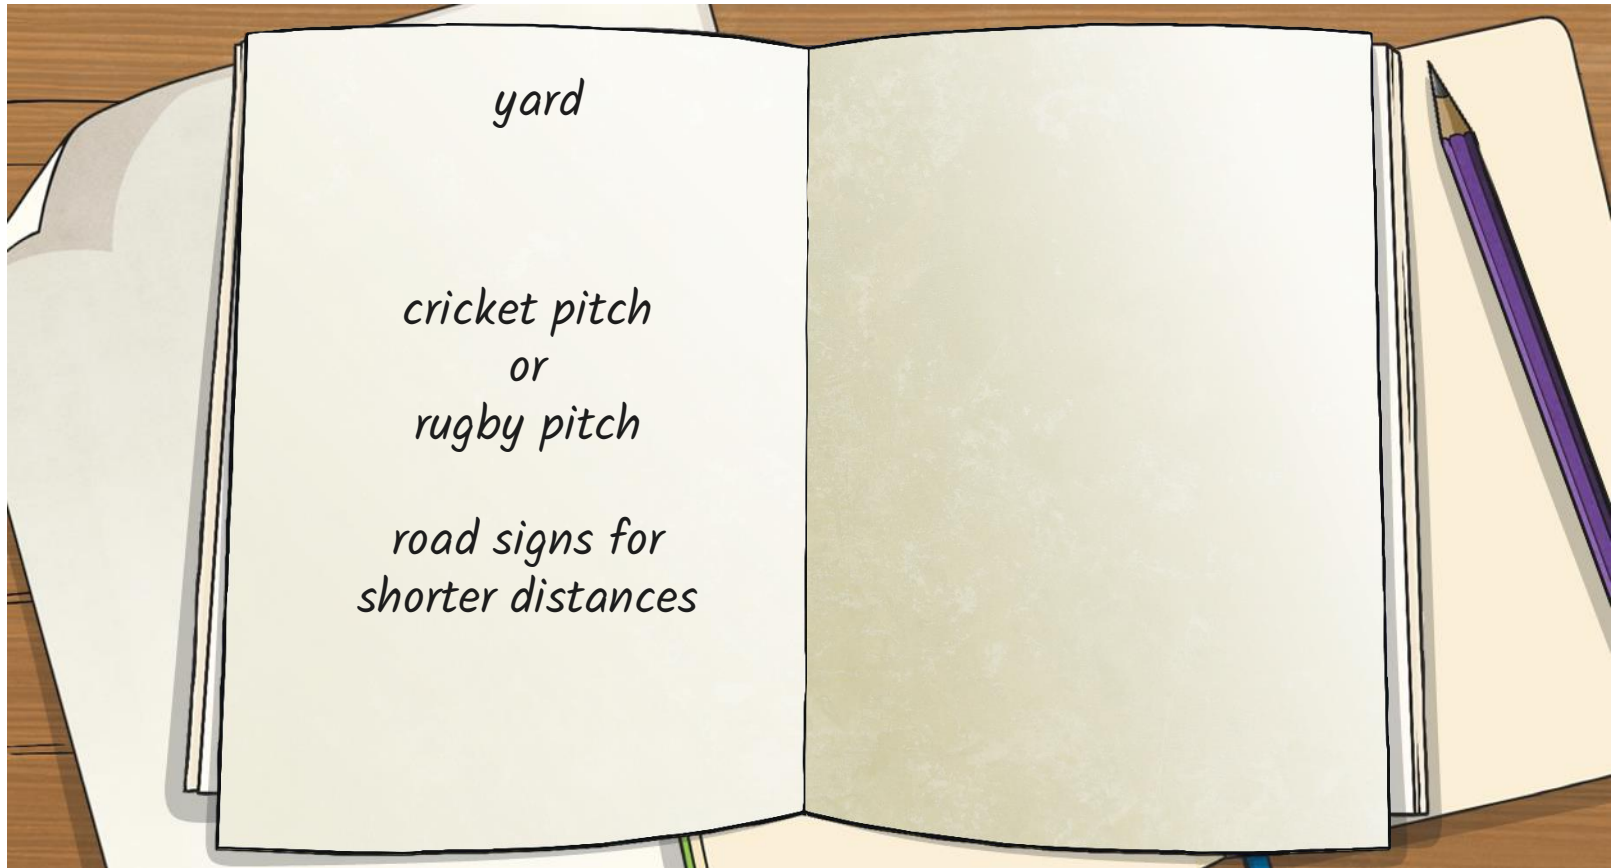 yard
cricket pitch
or
rugby pitch
road signs for
shorter distances